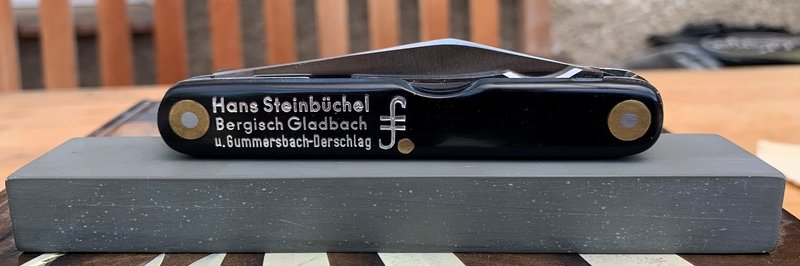 Hans Steinbüchel
Bergisch Gladbach
u. Gummersbach-Derschlag